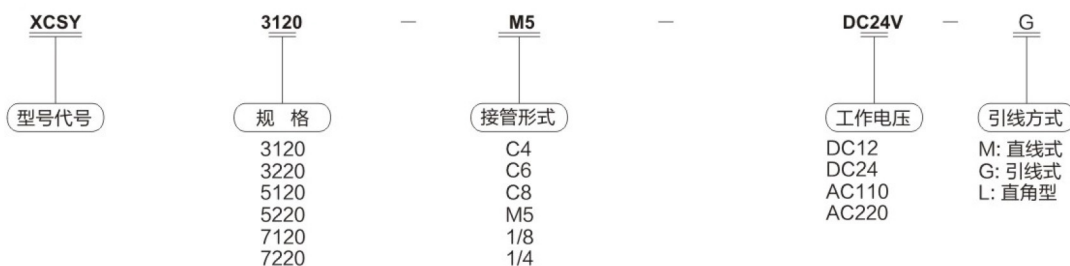 XCSY 3120 — M5 — DC24V — G
型号代号 规 格 接管形式 工作电压 引线方式
3120 C4 DC12 M: 直线式
3220 C6 DC24 G: 引线式
5120 C8 AC110 L: 直角型
5220 M5 AC220
7120 1/8
7220 1/4